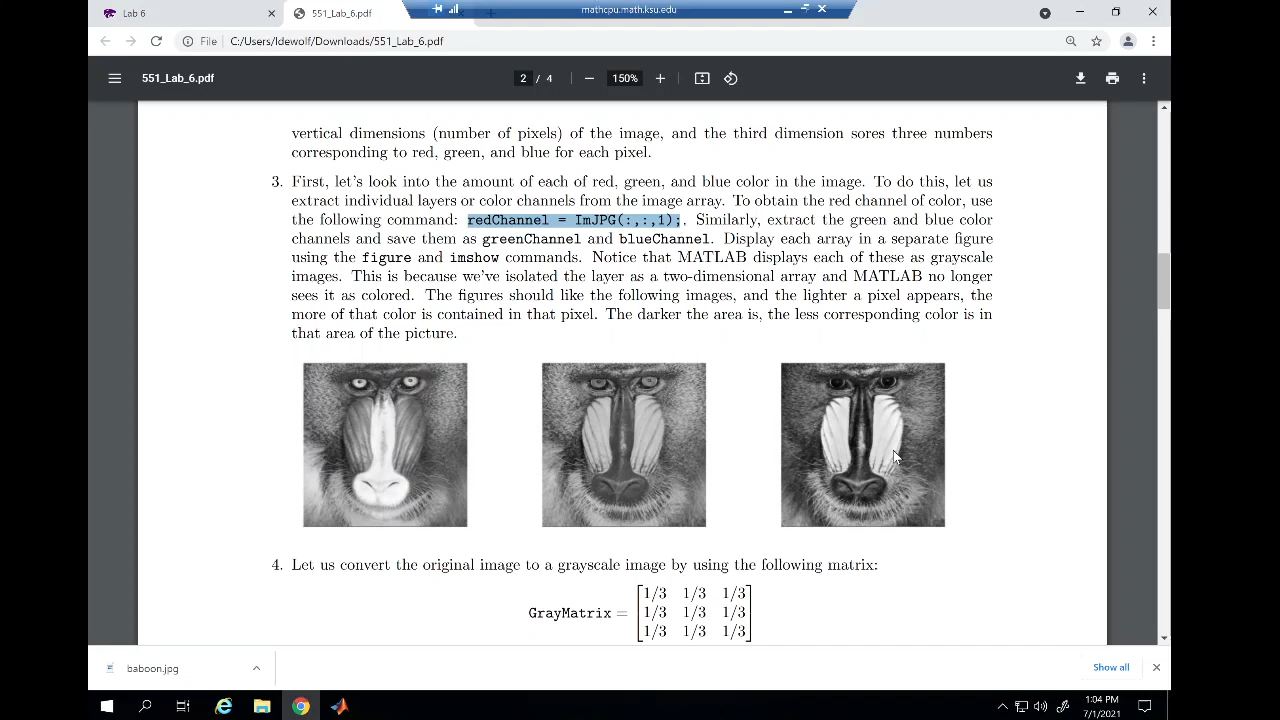 Lab 6
551_Lab_6.pdf
mathcpu.math.ksu.edu
File
C:/Users/ldewolf/Downloads/551_Lab_6.pdf
551_Lab_6.pdf
2 / 4
150%
vertical dimensions (number of pixels) of the image, and the third dimension sores three numbers
corresponding to red, green, and blue for each pixel.
3. First, let's look into the amount of each of red, green, and blue color in the image. To do this, let us
extract individual layers or color channels from the image array. To obtain the red channel of color, use
the following command: redChannel = ImJPG(:,:,1);. Similarly, extract the green and blue color
channels and save them as greenChannel and blueChannel. Display each array in a separate figure
using the figure and imshow commands. Notice that MATLAB displays each of these as grayscale
images. This is because we've isolated the layer as a two-dimensional array and MATLAB no longer
sees it as colored. The figures should like the following images, and the lighter a pixel appears, the
more of that color is contained in that pixel. The darker the area is, the less corresponding color is in
that area of the picture.
4. Let us convert the original image to a grayscale image by using the following matrix:
1/3 1/3 1/3
GrayMatrix = 1/3 1/3 1/3
1/3 1/3 1/3
baboon.jpg
Show all
1:04 PM
7/1/2021